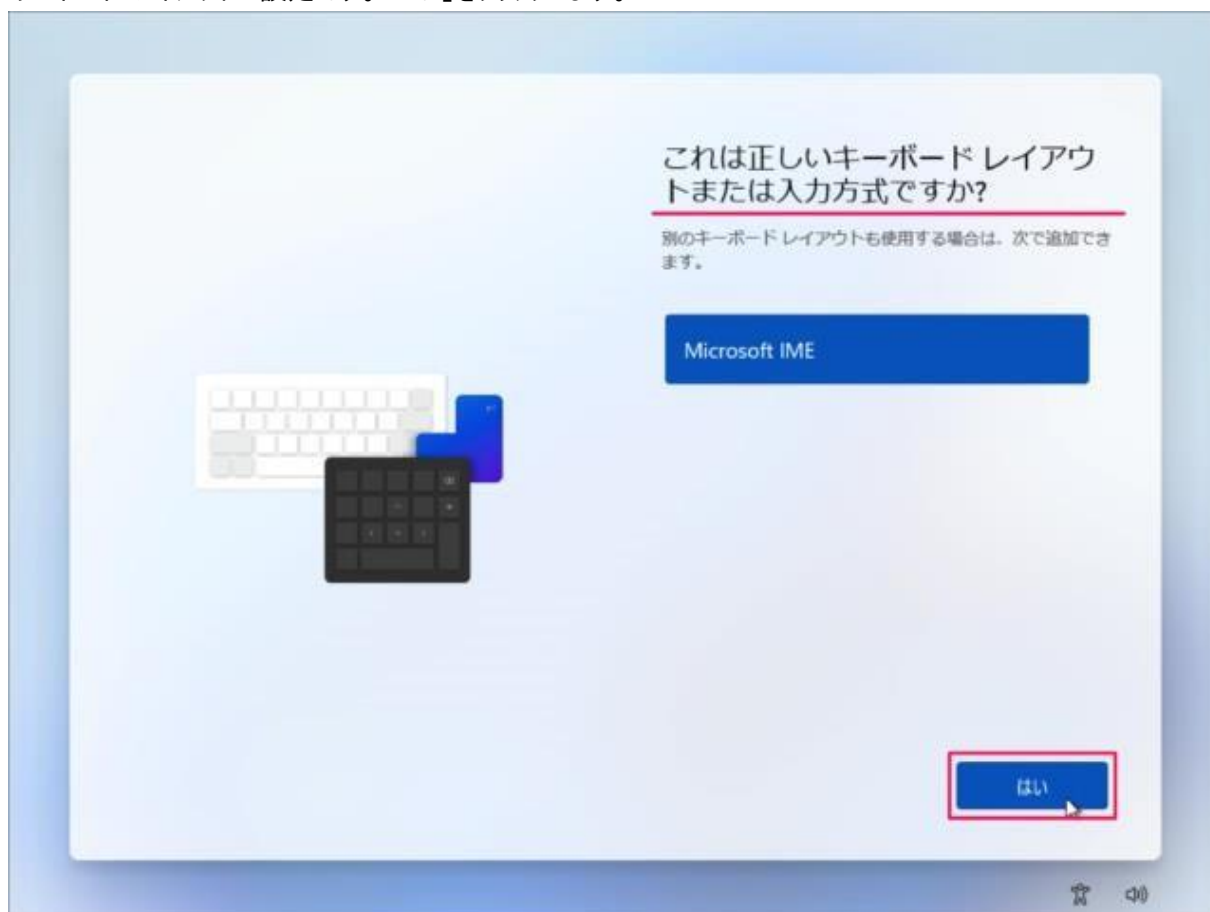 これは正しいキーボード レイアウ
トまたは入力方式ですか?
別のキーボード レイアウトも使用する場合は、次で追加でき
ます。
Microsoft IME
はい